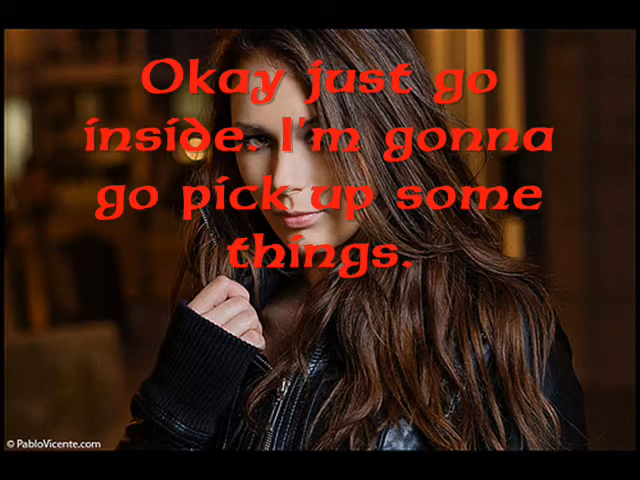 Okay just go
inside. I'm gonna
go pick up some
things.
© PabloVicente.com